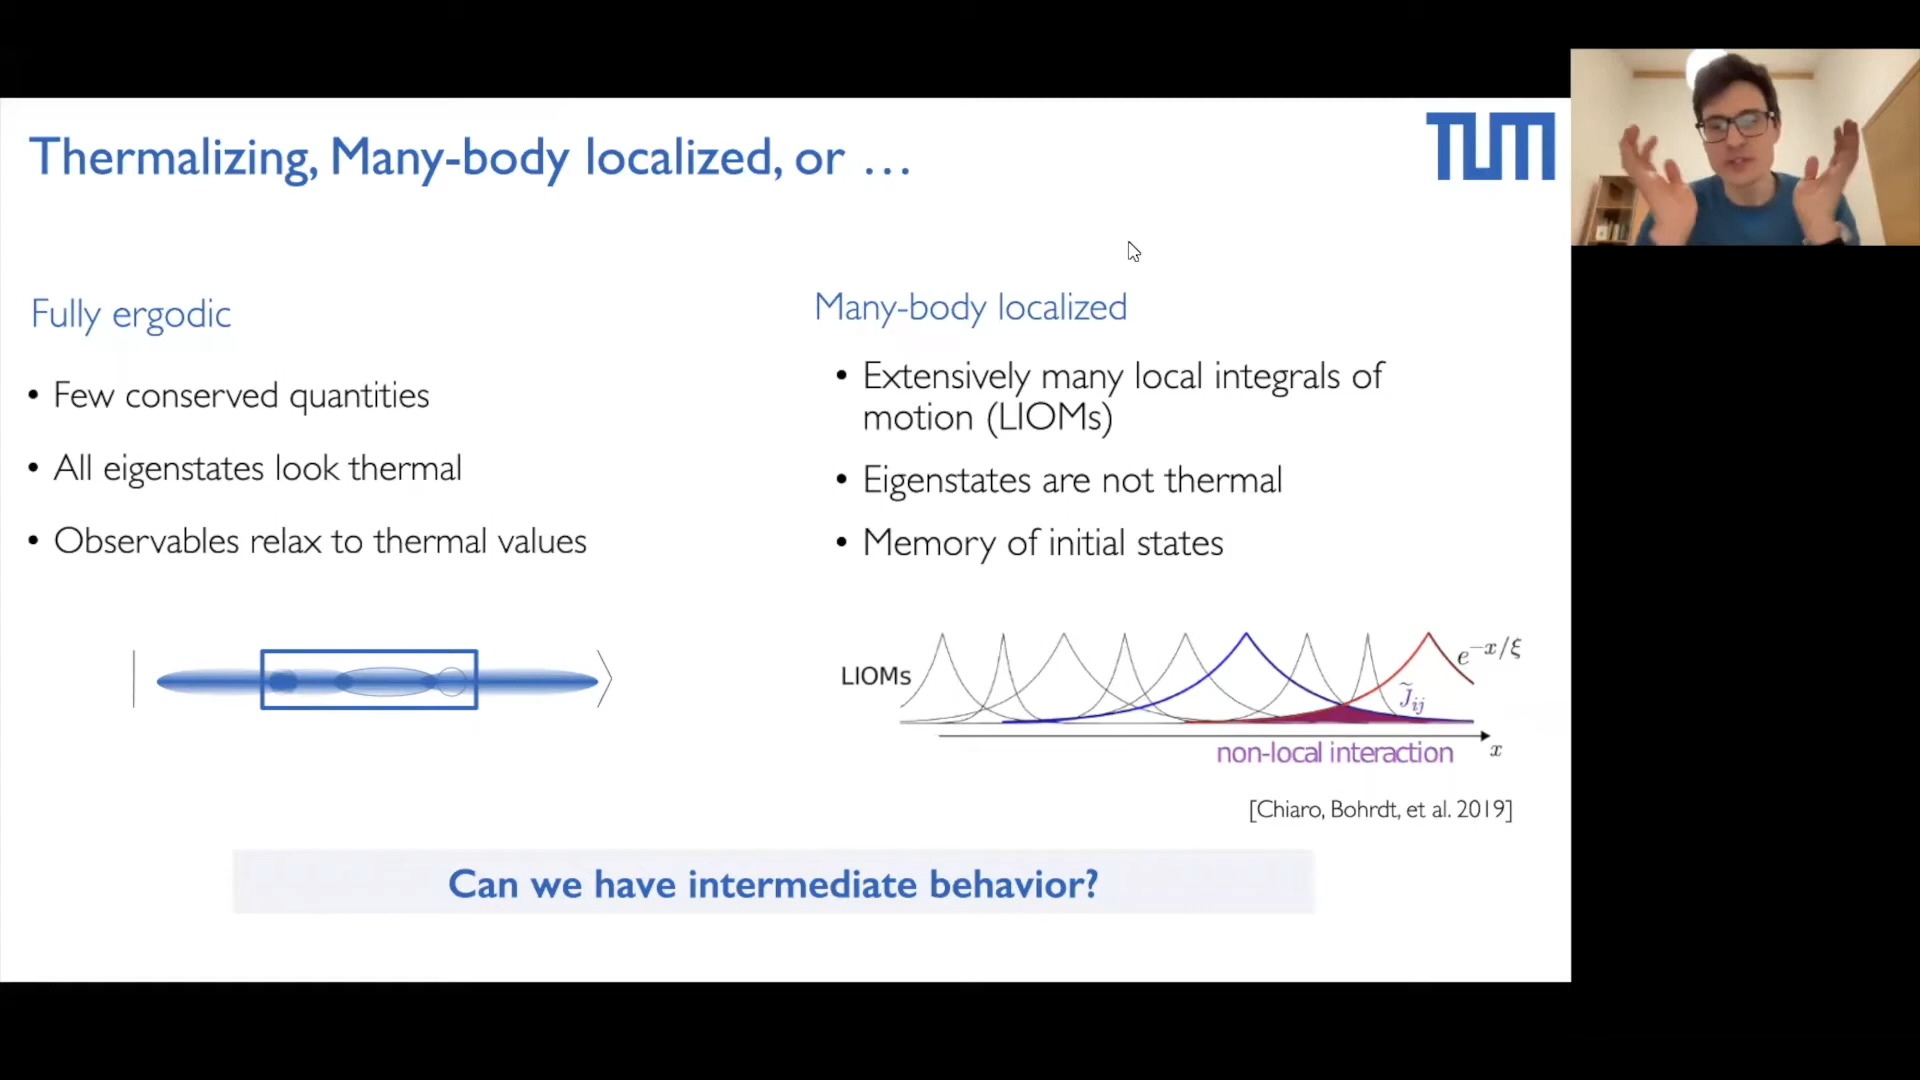 Thermalizing, Many-body localized, or ...
TUM
Fully ergodic
• Few conserved quantities
• All eigenstates look thermal
• Observables relax to thermal values
Many-body localized
• Extensively many local integrals of
motion (LIOMs)
• Eigenstates are not thermal
• Memory of initial states
LIOMs
e^{-x/ξ}
J̃_{ij}
x
non-local interaction
[Chiaro, Bohrdt, et al. 2019]
Can we have intermediate behavior?